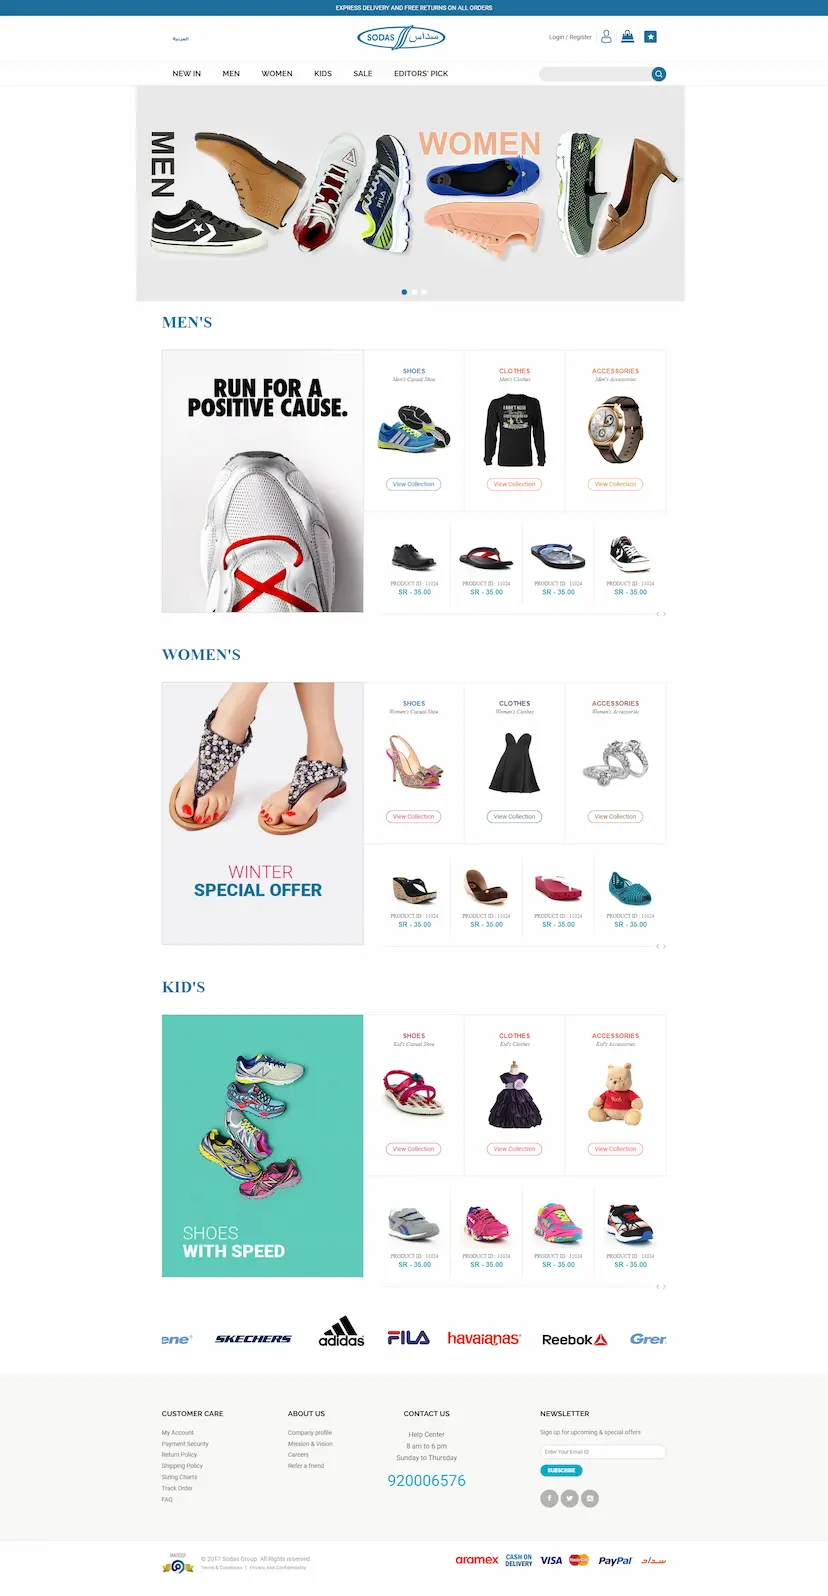 EXPRESS DELIVERY AND FREE RETURNS ON ALL ORDERS
العربية
SODAS سداس
Login / Register
NEW IN MEN WOMEN KIDS SALE EDITORS' PICK
MEN
WOMEN
FILA
MEN'S
RUN FOR A
POSITIVE CAUSE.
SHOES
Men's Casual Shoe
View Collection
CLOTHES
Men's Clothes
I DON'T NEED
View Collection
ACCESSORIES
Men's Accessories
View Collection
PRODUCT ID : 11024
SR - 35.00
PRODUCT ID : 11024
SR - 35.00
PRODUCT ID : 11024
SR - 35.00
PRODUCT ID : 11024
SR - 35.00
WOMEN'S
WINTER
SPECIAL OFFER
SHOES
Women's Casual Shoe
View Collection
CLOTHES
Women's Clothes
View Collection
ACCESSORIES
Women's Accessories
View Collection
PRODUCT ID : 11024
SR - 35.00
PRODUCT ID : 11024
SR - 35.00
PRODUCT ID : 11024
SR - 35.00
PRODUCT ID : 11024
SR - 35.00
KID'S
SHOES
WITH SPEED
SHOES
Kid's Casual Shoe
View Collection
CLOTHES
Kid's Clothes
View Collection
ACCESSORIES
Kid's Accessories
Pooh
View Collection
PRODUCT ID : 11024
SR - 35.00
PRODUCT ID : 11024
SR - 35.00
PRODUCT ID : 11024
SR - 35.00
PRODUCT ID : 11024
SR - 35.00
ene® SKECHERS adidas FILA havaianas® Reebok Gren
CUSTOMER CARE
My Account
Payment Security
Return Policy
Shipping Policy
Sizing Charts
Track Order
FAQ
ABOUT US
Company profile
Mission & Vision
Careers
Refer a friend
CONTACT US
Help Center
8 am to 6 pm
Sunday to Thursday
920006576
NEWSLETTER
Sign up for upcoming & special offers
Enter Your Email ID
SUBSCRIBE
MAROOF
© 2017 Sodas Group. All Rights reserved
Terms & Conditions | Privacy And Confidentiality
aramex CASH ON DELIVERY VISA MasterCard PayPal سداد